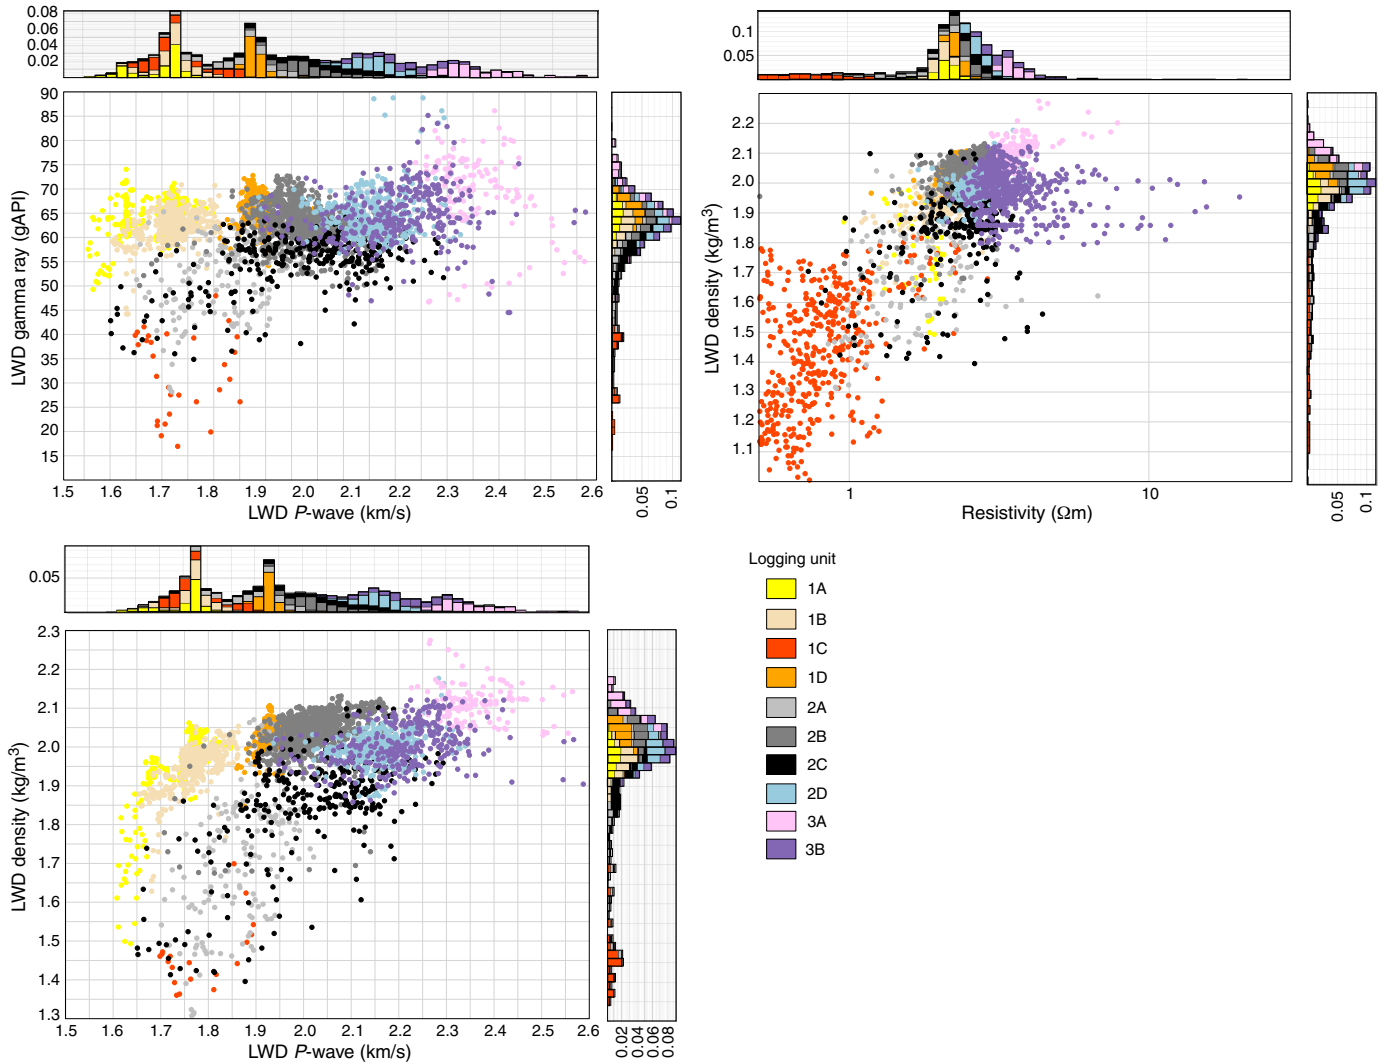 0.08
0.06
0.04
0.02
90
85
80
75
70
65
60
55
50
45
40
35
30
25
20
15
LWD gamma ray (gAPI)
1.5 1.6 1.7 1.8 1.9 2.0 2.1 2.2 2.3 2.4 2.5 2.6
LWD P-wave (km/s)
0.05 0.1
0.1
0.05
2.2
2.1
2.0
1.9
1.8
1.7
1.6
1.5
1.4
1.3
1.2
1.1
LWD density (kg/m³)
1 10
Resistivity (Ωm)
0.05 0.1
0.05
2.3
2.2
2.1
2.0
1.9
1.8
1.7
1.6
1.5
1.4
1.3
LWD density (kg/m³)
1.5 1.6 1.7 1.8 1.9 2.0 2.1 2.2 2.3 2.4 2.5 2.6
LWD P-wave (km/s)
0.02 0.04 0.06 0.08
Logging unit
1A
1B
1C
1D
2A
2B
2C
2D
3A
3B